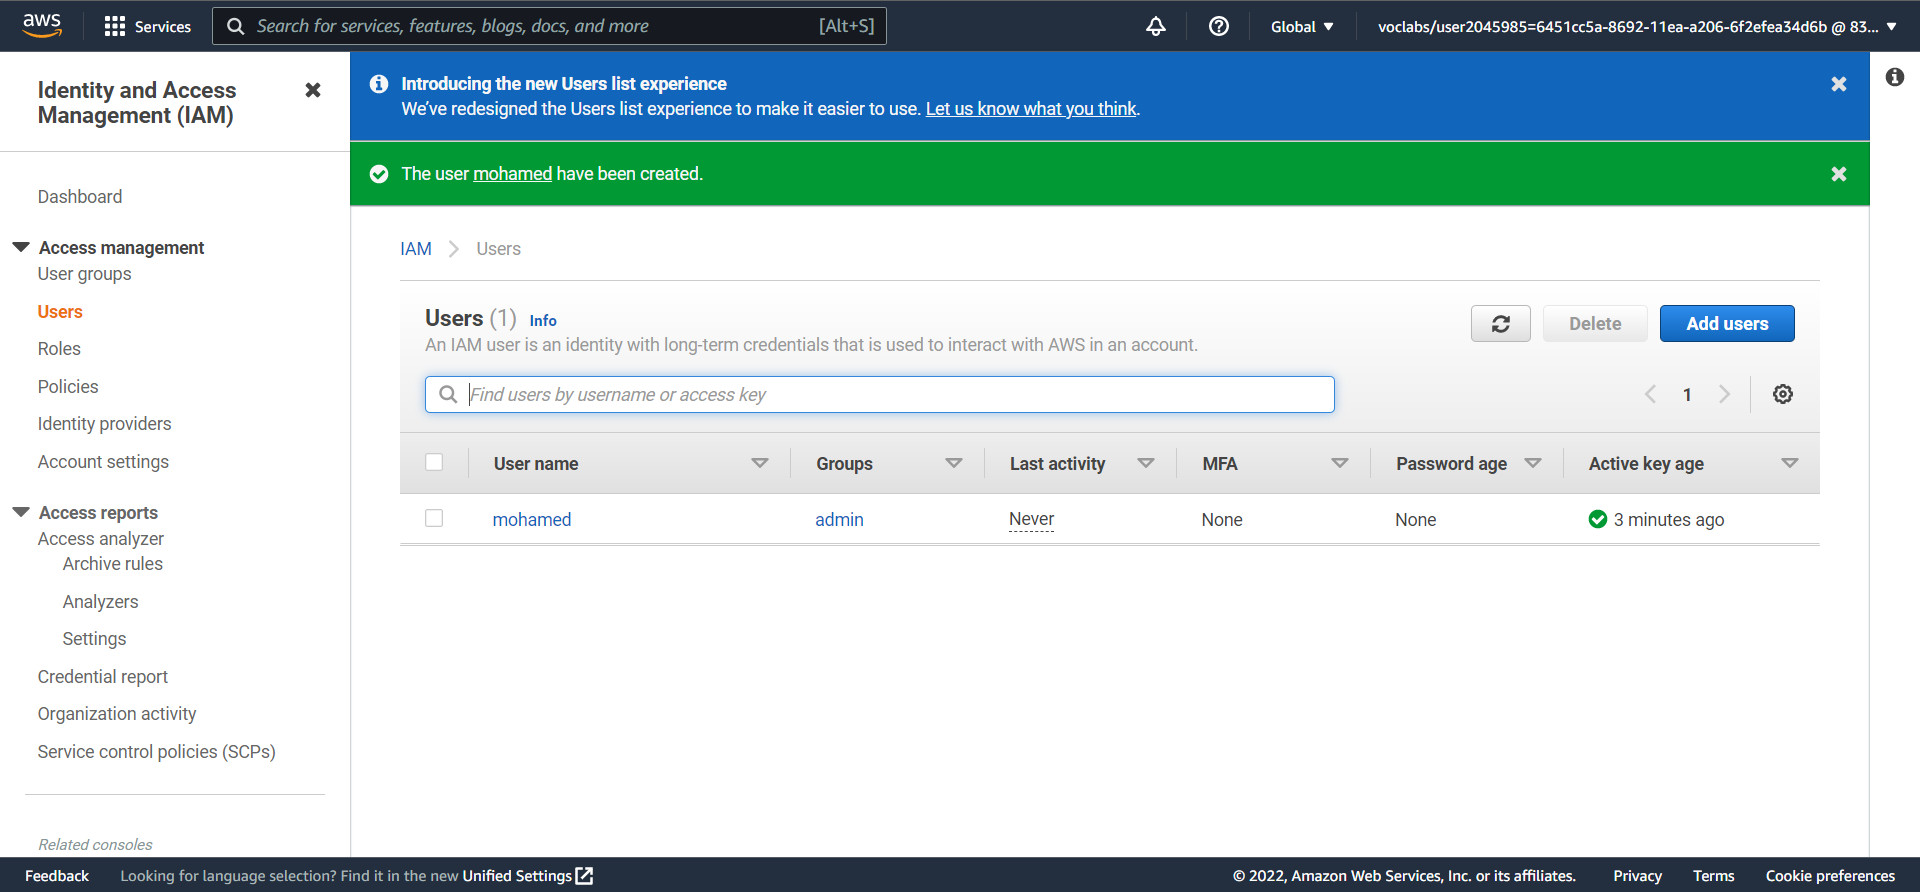 aws
Services
Search for services, features, blogs, docs, and more
[Alt+S]
Global
voclabs/user2045985=6451cc5a-8692-11ea-a206-6f2efea34d6b @ 83...
Identity and Access
Management (IAM)
Dashboard
Access management
User groups
Users
Roles
Policies
Identity providers
Account settings
Access reports
Access analyzer
Archive rules
Analyzers
Settings
Credential report
Organization activity
Service control policies (SCPs)
Related consoles
Introducing the new Users list experience
We've redesigned the Users list experience to make it easier to use. Let us know what you think.
The user mohamed have been created.
IAM
Users
Users (1) Info
An IAM user is an identity with long-term credentials that is used to interact with AWS in an account.
Delete
Add users
Find users by username or access key
1
User name
Groups
Last activity
MFA
Password age
Active key age
mohamed
admin
Never
None
None
3 minutes ago
Feedback
Looking for language selection? Find it in the new Unified Settings
© 2022, Amazon Web Services, Inc. or its affiliates.
Privacy
Terms
Cookie preferences